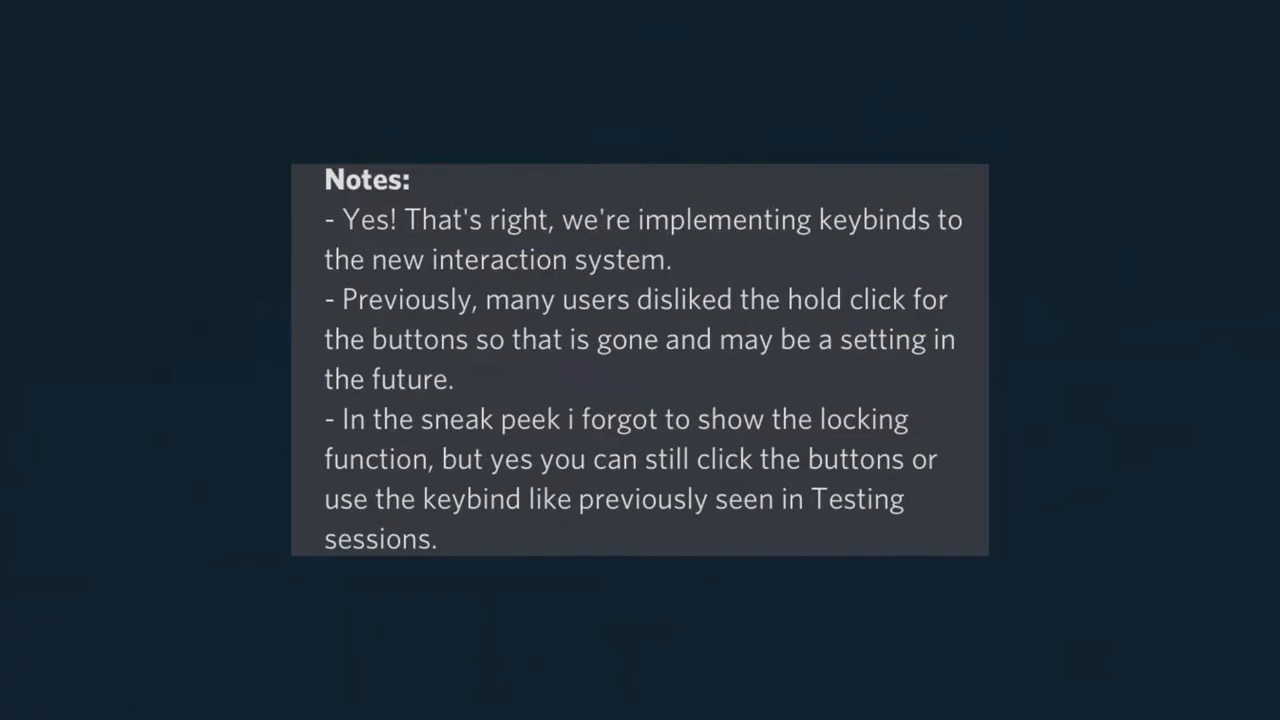 Notes:
- Yes! That's right, we're implementing keybinds to
the new interaction system.
- Previously, many users disliked the hold click for
the buttons so that is gone and may be a setting in
the future.
- In the sneak peek i forgot to show the locking
function, but yes you can still click the buttons or
use the keybind like previously seen in Testing
sessions.